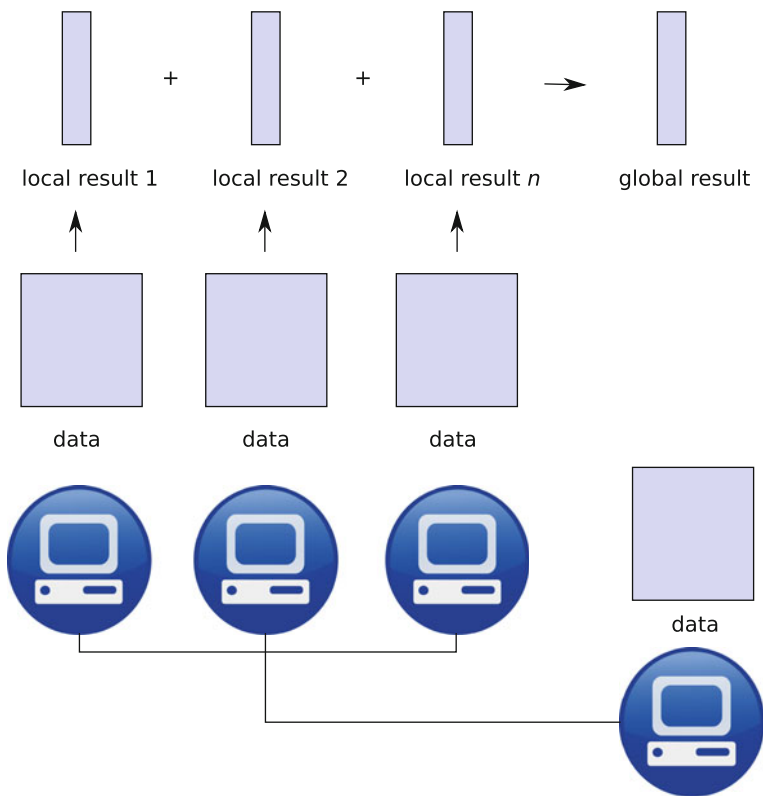 + + 
local result 1 local result 2 local result n global result
data data data
data